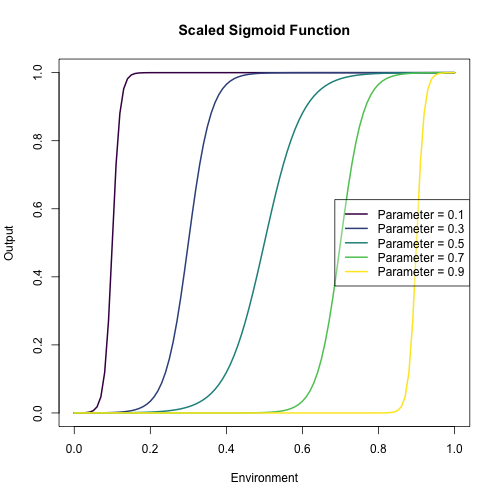 Scaled Sigmoid Function
Output
1.0
0.8
0.6
0.4
0.2
0.0
Parameter = 0.1
Parameter = 0.3
Parameter = 0.5
Parameter = 0.7
Parameter = 0.9
0.0 0.2 0.4 0.6 0.8 1.0
Environment